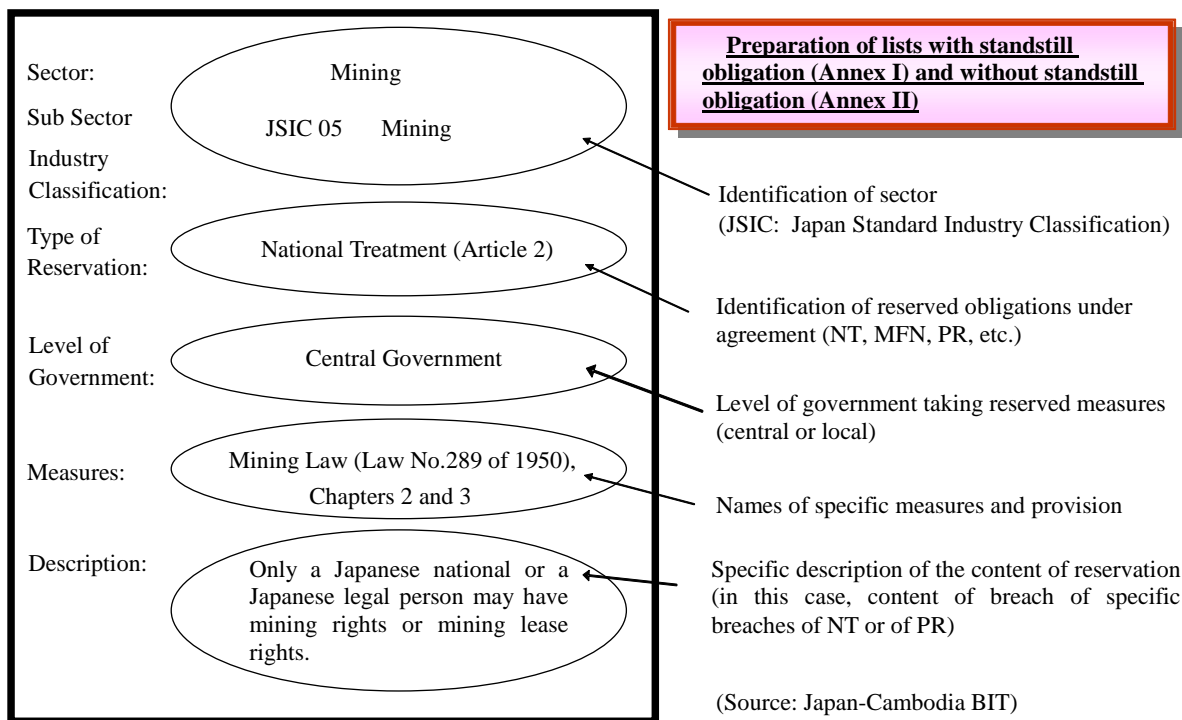 Preparation of lists with standstill
obligation (Annex I) and without standstill
obligation (Annex II)
Sector:
Mining
Sub Sector
JSIC 05 Mining
Industry
Classification:
Identification of sector
(JSIC: Japan Standard Industry Classification)
Type of
Reservation:
National Treatment (Article 2)
Identification of reserved obligations under
agreement (NT, MFN, PR, etc.)
Level of
Government:
Central Government
Level of government taking reserved measures
(central or local)
Measures:
Mining Law (Law No.289 of 1950),
Chapters 2 and 3
Names of specific measures and provision
Description:
Only a Japanese national or a
Japanese legal person may have
mining rights or mining lease
rights.
Specific description of the content of reservation
(in this case, content of breach of specific
breaches of NT or of PR)
(Source: Japan-Cambodia BIT)